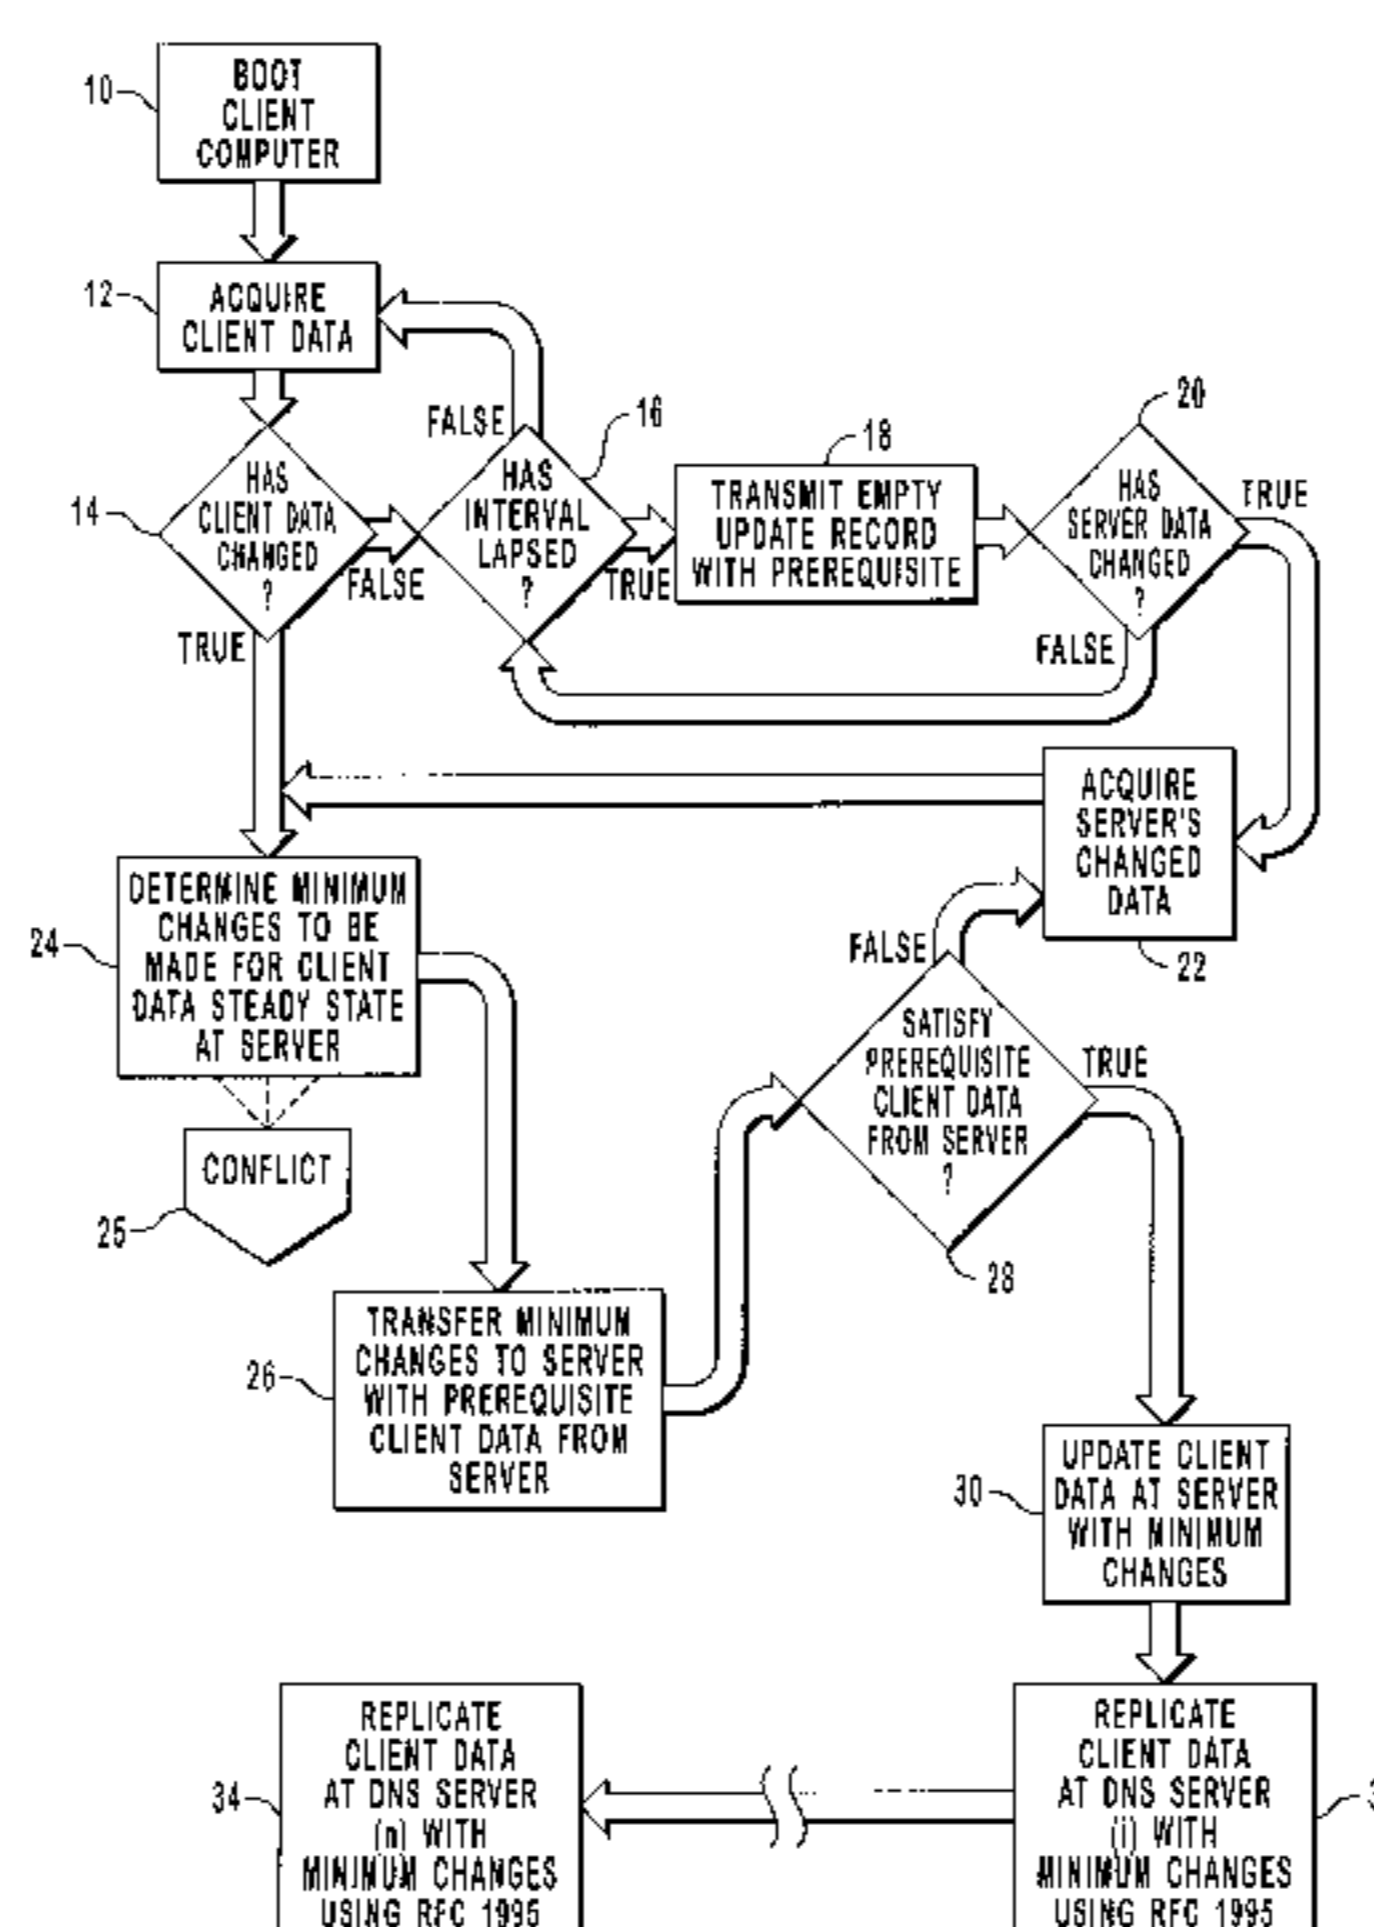 10
BOOT
CLIENT
COMPUTER
12
ACQUIRE
CLIENT DATA
14
HAS
CLIENT DATA
CHANGED
?
FALSE
TRUE
FALSE
16
HAS
INTERVAL
LAPSED
?
TRUE
18
TRANSMIT EMPTY
UPDATE RECORD
WITH PREREQUISITE
20
HAS
SERVER DATA
CHANGED
?
TRUE
FALSE
ACQUIRE
SERVER'S
CHANGED
DATA
22
24
DETERMINE MINIMUM
CHANGES TO BE
MADE FOR CLIENT
DATA STEADY STATE
AT SERVER
CONFLICT
25
26
TRANSFER MINIMUM
CHANGES TO SERVER
WITH PREREQUISITE
CLIENT DATA FROM
SERVER
FALSE
SATISFY
PREREQUISITE
CLIENT DATA
FROM SERVER
?
TRUE
28
30
UPDATE CLIENT
DATA AT SERVER
WITH MINIMUM
CHANGES
34
REPLICATE
CLIENT DATA
AT DNS SERVER
(n) WITH
MINIMUM CHANGES
USING RFC 1995
REPLICATE
CLIENT DATA
AT DNS SERVER
(i) WITH
MINIMUM CHANGES
USING RFC 1995